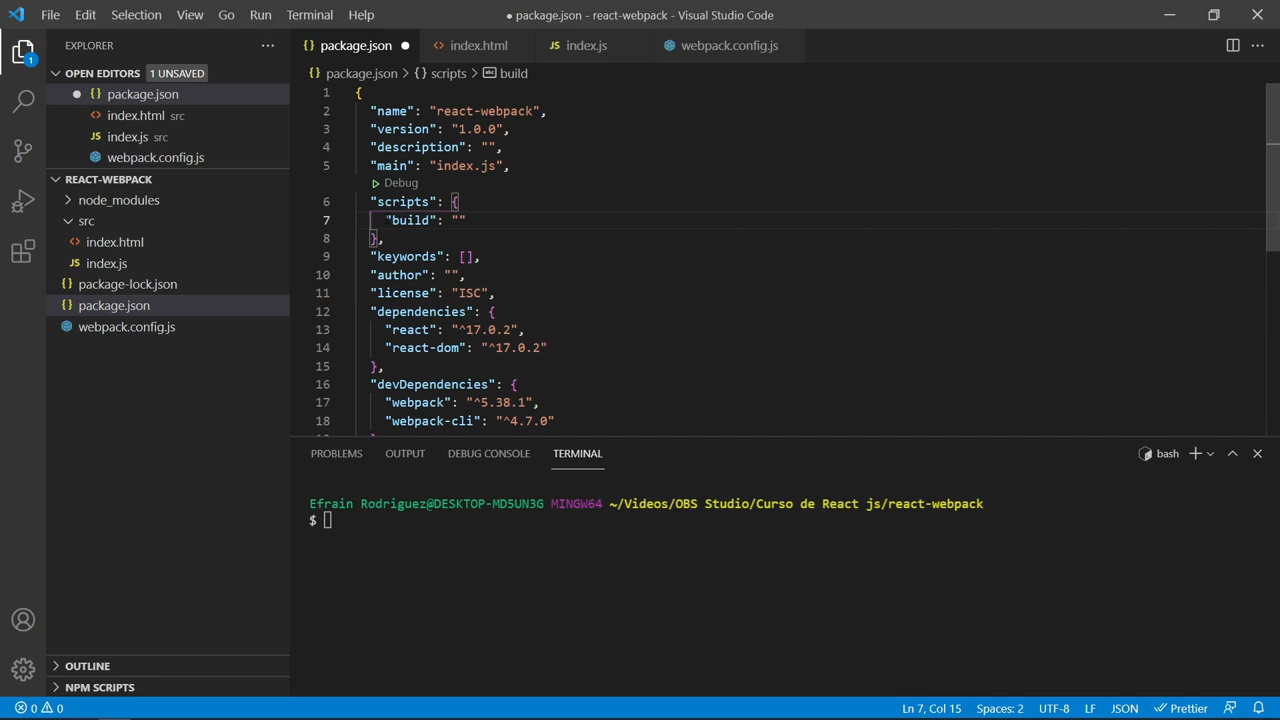 File Edit Selection View Go Run Terminal Help
● package.json - react-webpack - Visual Studio Code
EXPLORER
OPEN EDITORS 1 UNSAVED
package.json
index.html src
index.js src
webpack.config.js
REACT-WEBPACK
node_modules
src
index.html
index.js
package-lock.json
package.json
webpack.config.js
OUTLINE
NPM SCRIPTS
1
package.json index.html index.js webpack.config.js
package.json > {} scripts > build
1 {
2 "name": "react-webpack",
3 "version": "1.0.0",
4 "description": "",
5 "main": "index.js",
Debug
6 "scripts": {
7 "build": ""
8 },
9 "keywords": [],
10 "author": "",
11 "license": "ISC",
12 "dependencies": {
13 "react": "^17.0.2",
14 "react-dom": "^17.0.2"
15 },
16 "devDependencies": {
17 "webpack": "^5.38.1",
18 "webpack-cli": "^4.7.0"
PROBLEMS OUTPUT DEBUG CONSOLE TERMINAL
bash
Efrain Rodriguez@DESKTOP-MD5UN3G MINGW64 ~/Videos/OBS Studio/Curso de React js/react-webpack
$
0 0
Ln 7, Col 15 Spaces: 2 UTF-8 LF JSON Prettier